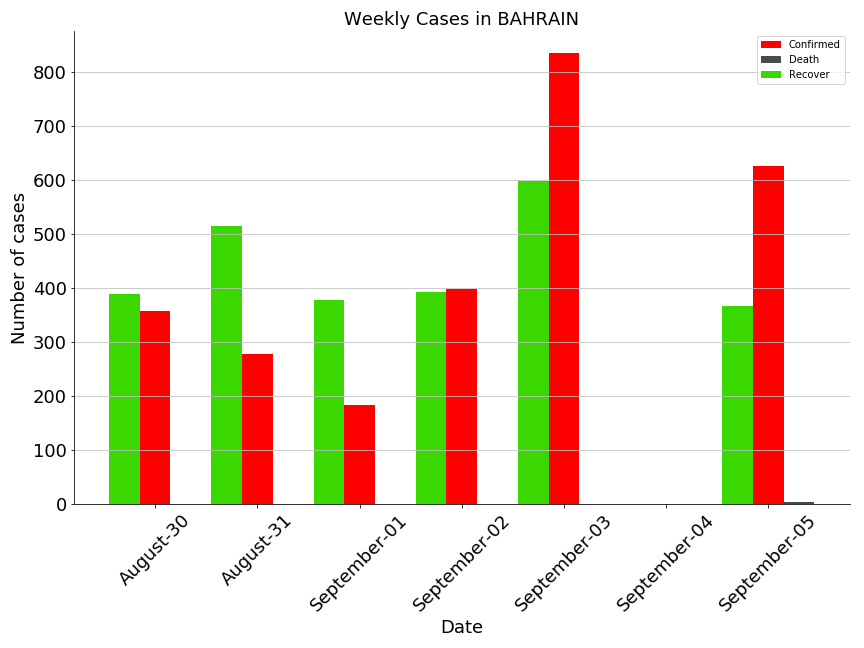 Weekly Cases in BAHRAIN
Confirmed
Death
Recover
Number of cases
800
700
600
500
400
300
200
100
0
August-30
August-31
September-01
September-02
September-03
September-04
September-05
Date